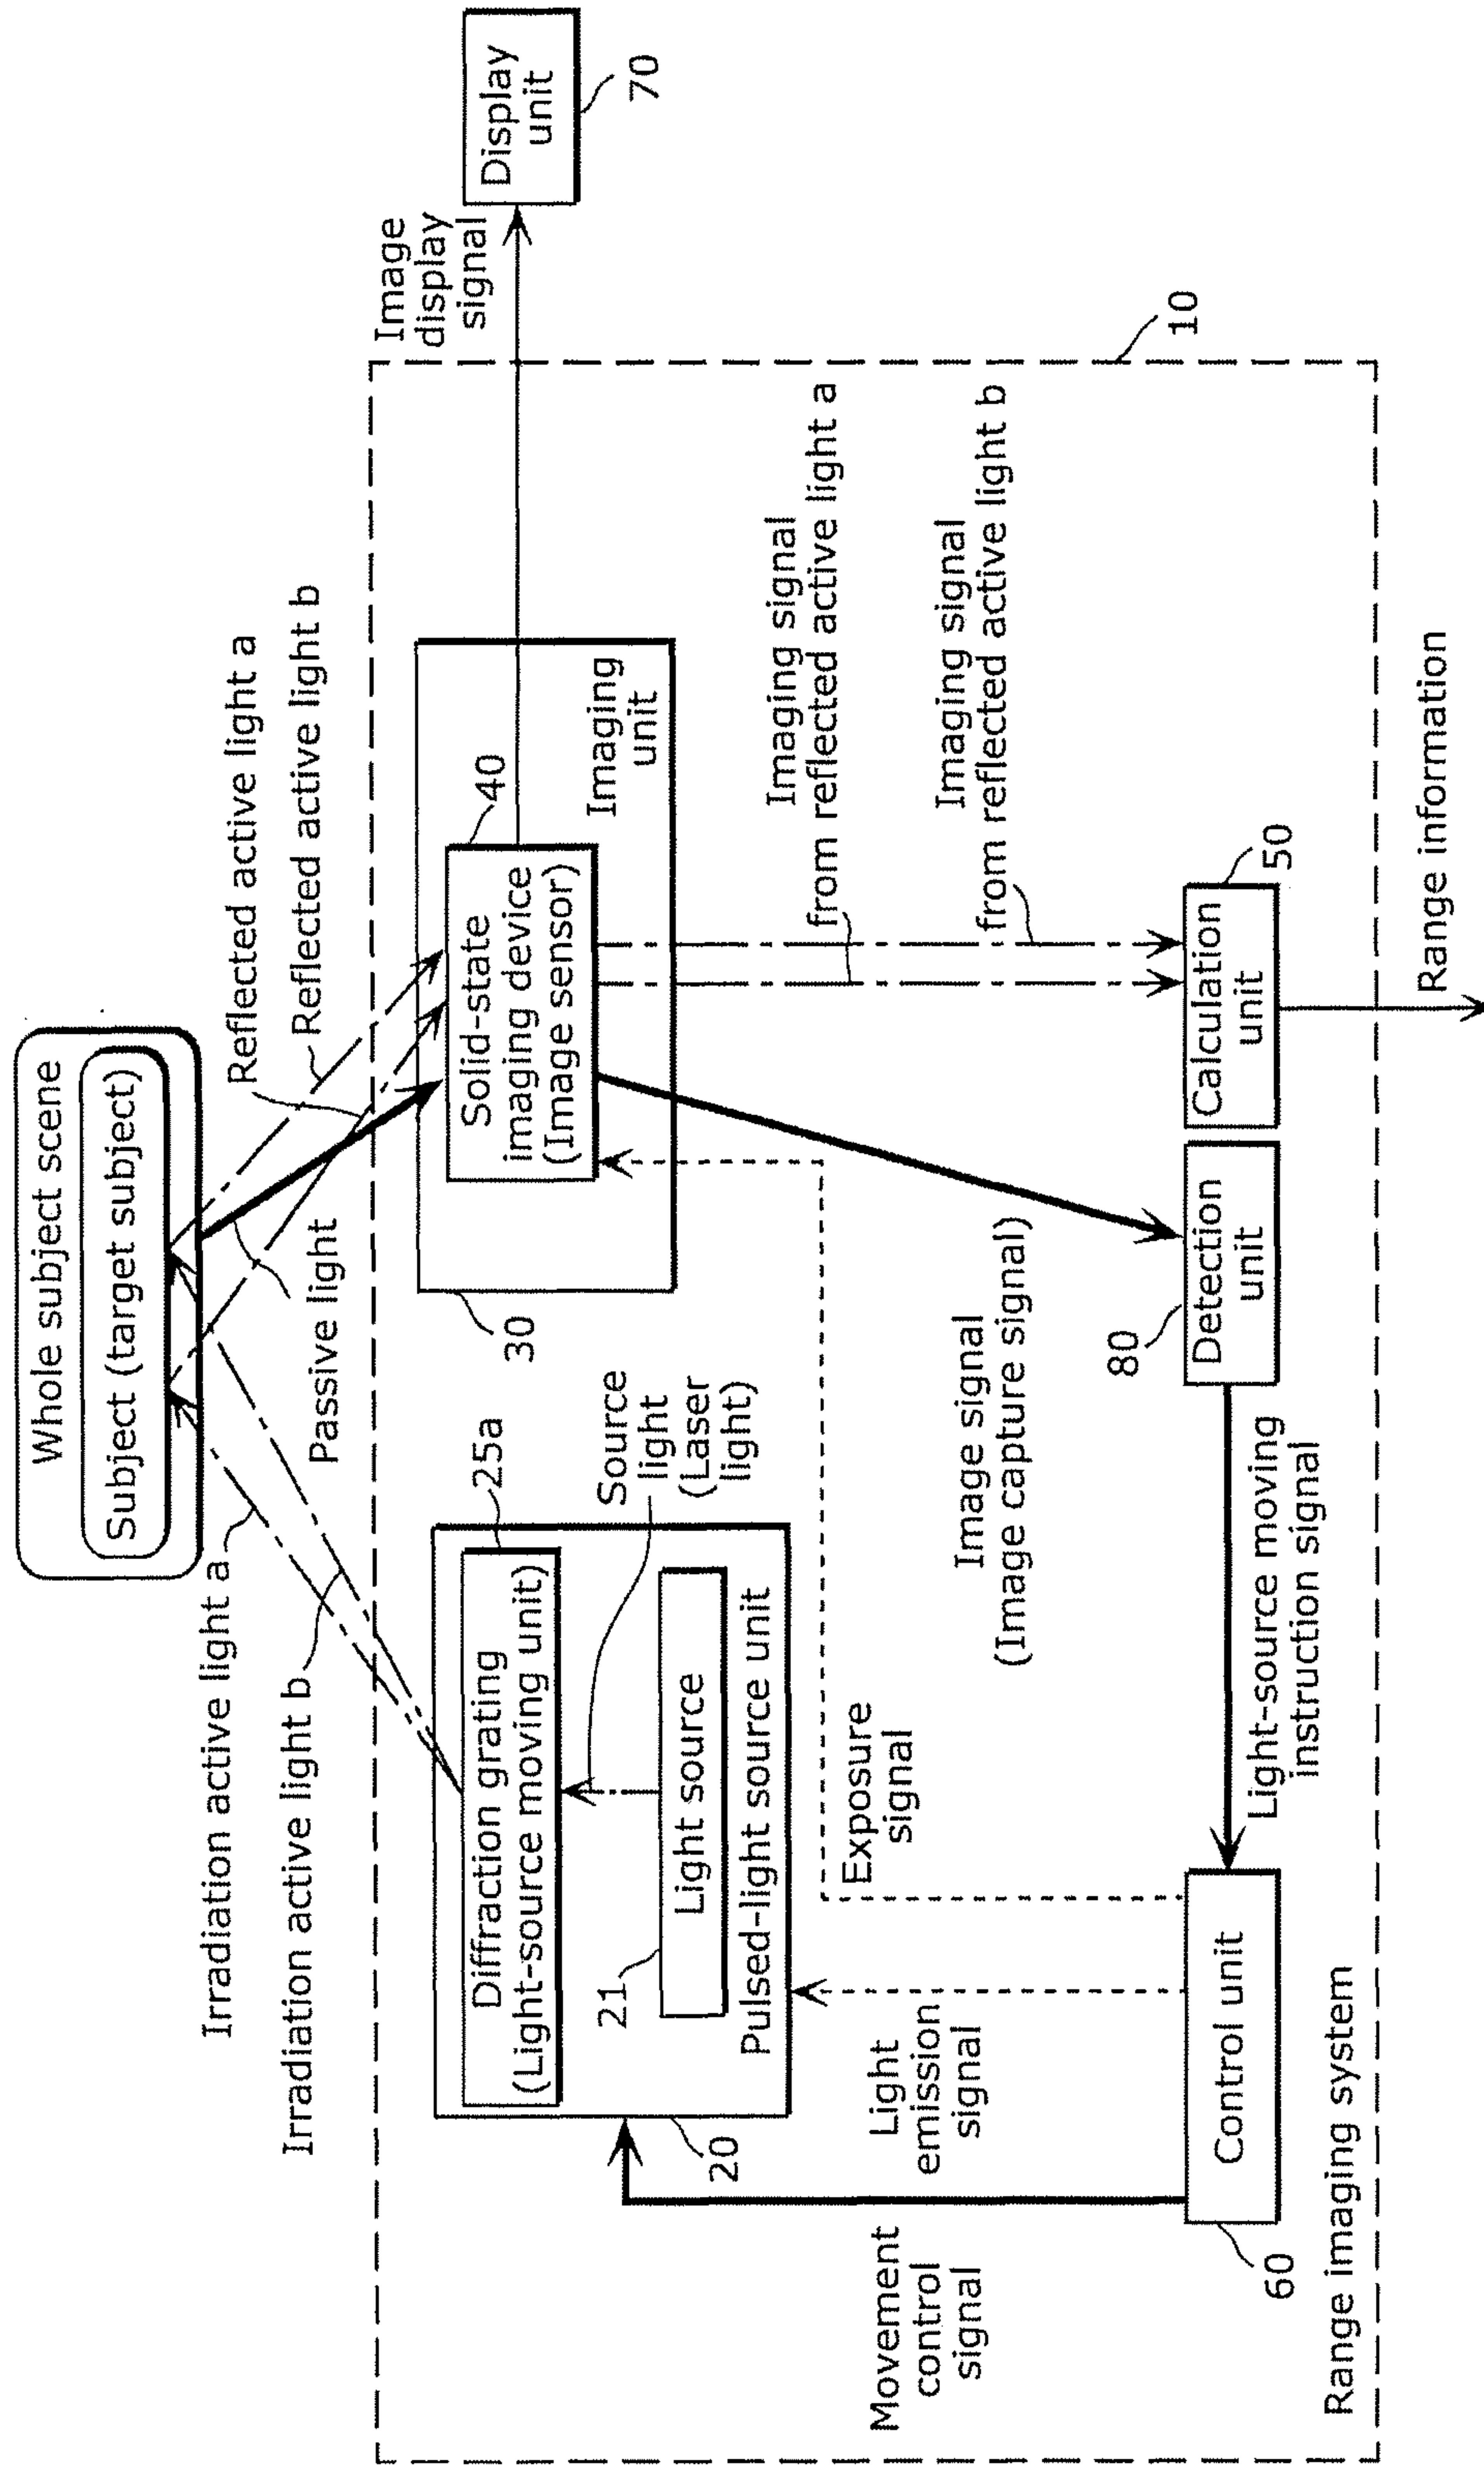 Whole subject scene
Subject (target subject)
Irradiation active light a
Irradiation active light b
Passive light
Reflected active light a
Reflected active light b
Diffraction grating
(Light-source moving unit)
25a
Source
light
(Laser
light)
21
Light source
Pulsed-light source unit
20
30
Solid-state
imaging device
(Image sensor)
40
Imaging
unit
Image
display
signal
Display
unit
70
Movement
control
signal
Light
emission
signal
Exposure
signal
Image signal
(Image capture signal)
Imaging signal
from reflected active light a
Imaging signal
from reflected active light b
10
Control unit
60
Light-source moving
instruction signal
80
Detection
unit
Calculation
unit
50
Range imaging system
Range information